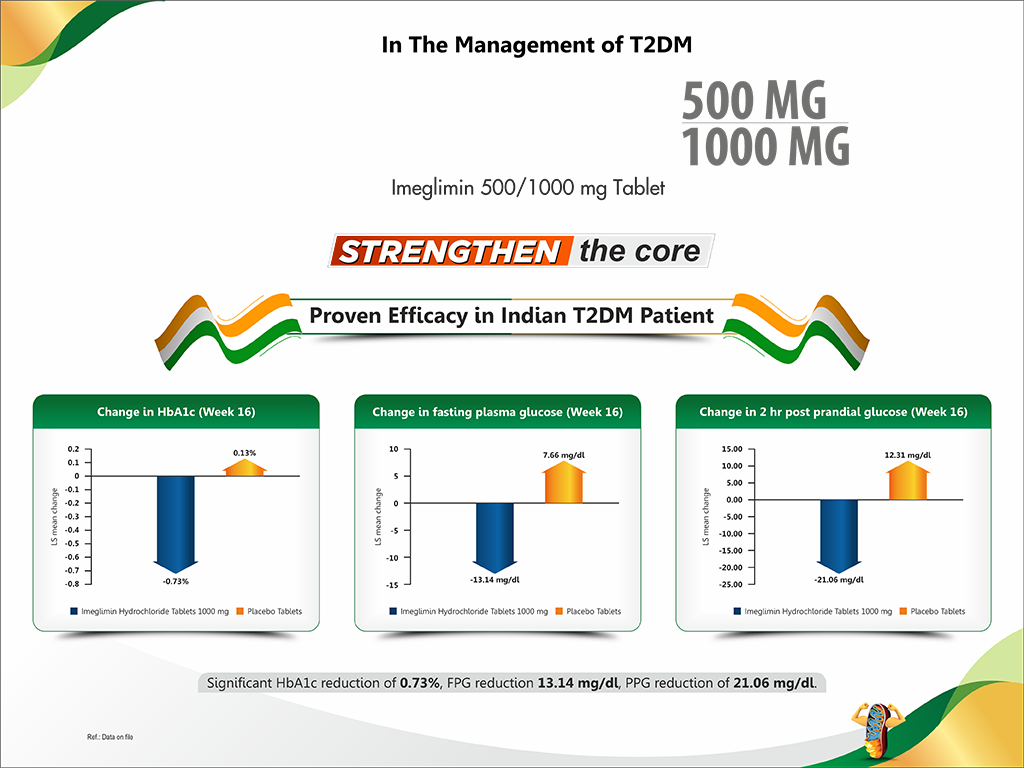 In The Management of T2DM
500 MG
1000 MG
Imeglimin 500/1000 mg Tablet
STRENGTHEN the core
Proven Efficacy in Indian T2DM Patient
Change in HbA1c (Week 16)
0.2
0.1
0
-0.1
-0.2
-0.3
-0.4
-0.5
-0.6
-0.7
-0.8
LS mean change
0.13%
-0.73%
Imeglimin Hydrochloride Tablets 1000 mg Placebo Tablets
Change in fasting plasma glucose (Week 16)
10
5
0
-5
-10
-15
LS mean change
7.66 mg/dl
-13.14 mg/dl
Imeglimin Hydrochloride Tablets 1000 mg Placebo Tablets
Change in 2 hr post prandial glucose (Week 16)
15.00
10.00
5.00
0.00
-5.00
-10.00
-15.00
-20.00
-25.00
LS mean change
12.31 mg/dl
-21.06 mg/dl
Imeglimin Hydrochloride Tablets 1000 mg Placebo Tablets
Significant HbA1c reduction of 0.73%, FPG reduction 13.14 mg/dl, PPG reduction of 21.06 mg/dl.
Ref.: Data on file